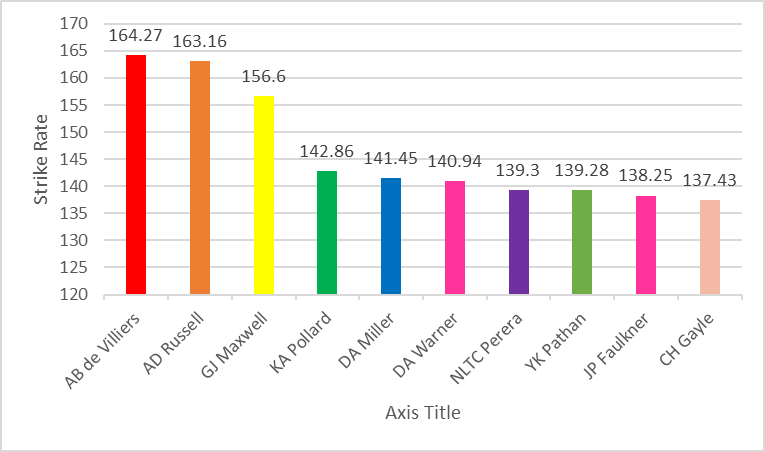 170
165
160
155
150
145
140
135
130
125
120
Strike Rate
164.27
163.16
156.6
142.86
141.45
140.94
139.3
139.28
138.25
137.43
AB de Villiers
AD Russell
GJ Maxwell
KA Pollard
DA Miller
DA Warner
NLTC Perera
YK Pathan
JP Faulkner
CH Gayle
Axis Title